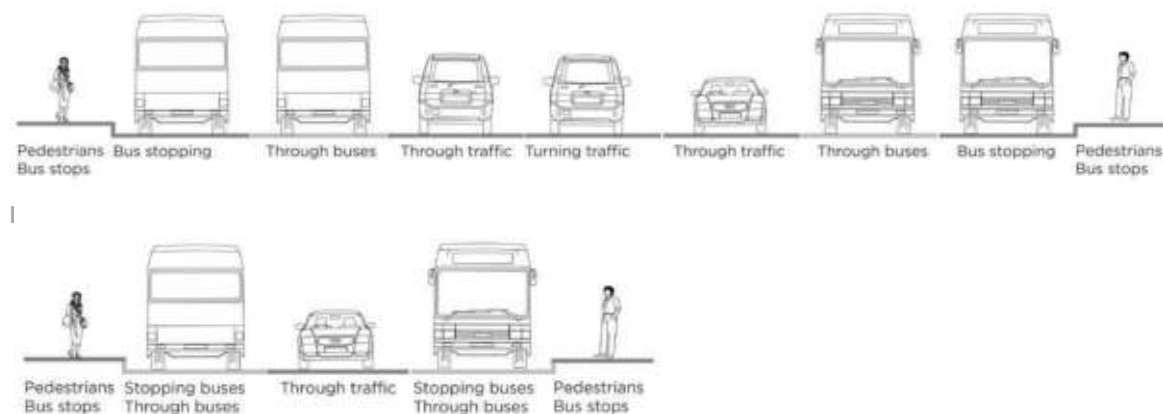 Pedestrians Bus stopping Through buses Through traffic Turning traffic Through traffic Through buses Bus stopping Pedestrians
Bus stops Bus stops
Pedestrians Stopping buses Through traffic Stopping buses Pedestrians
Bus stops Through buses Through buses Bus stops